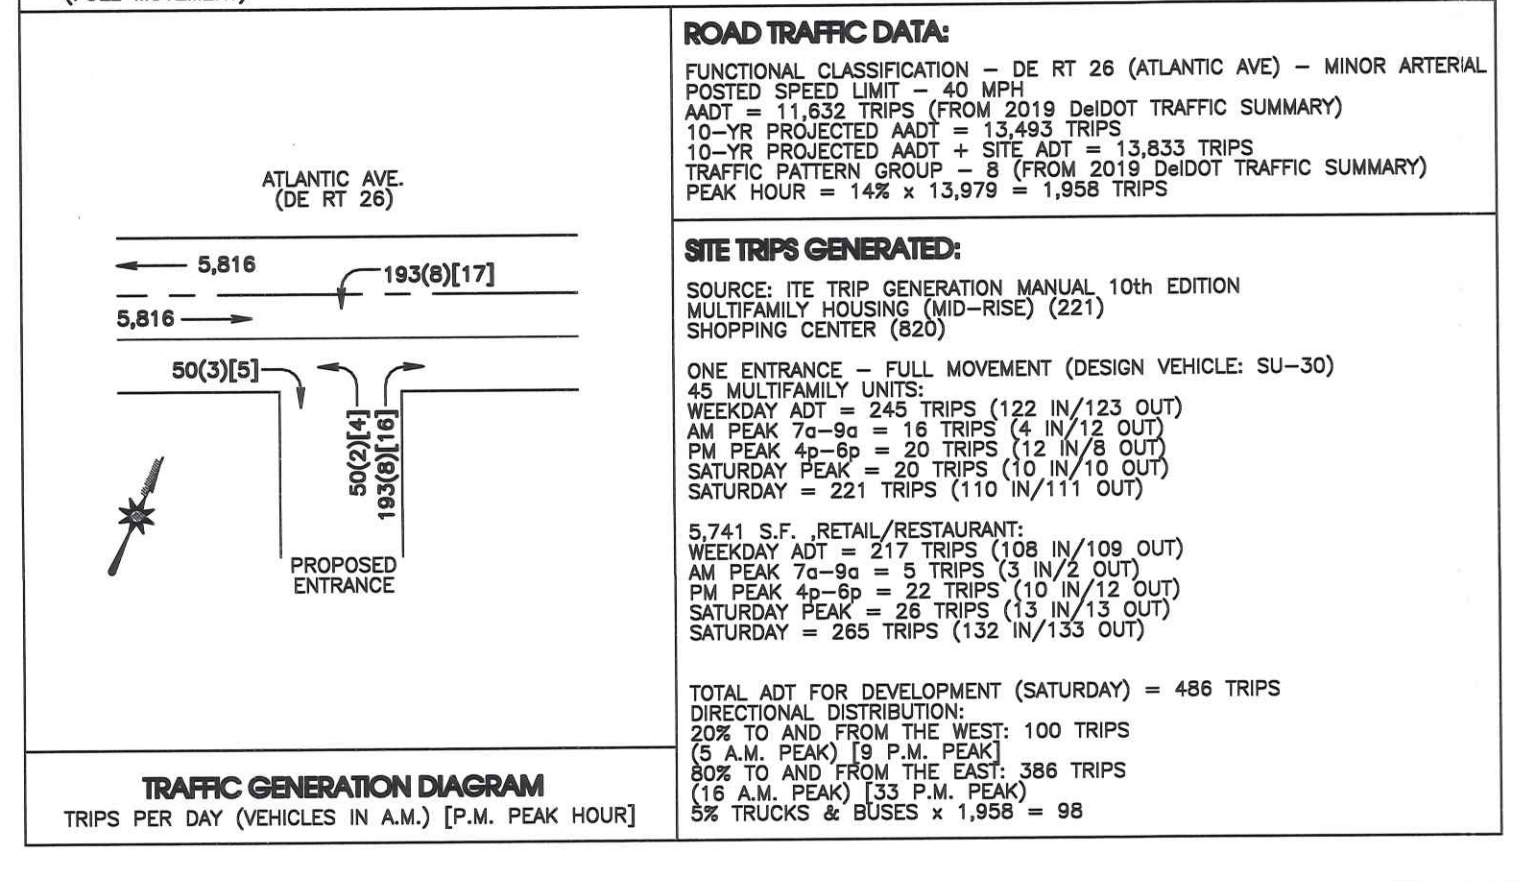 ATLANTIC AVE.
(DE RT 26)
5,816
193(8)[17]
5,816
50(3)[5]
50(2)[4]
193(8)[16]
PROPOSED
ENTRANCE
TRAFFIC GENERATION DIAGRAM
TRIPS PER DAY (VEHICLES IN A.M.) [P.M. PEAK HOUR]
ROAD TRAFFIC DATA:
FUNCTIONAL CLASSIFICATION – DE RT 26 (ATLANTIC AVE) – MINOR ARTERIAL
POSTED SPEED LIMIT – 40 MPH
AADT = 11,632 TRIPS (FROM 2019 DelDOT TRAFFIC SUMMARY)
10–YR PROJECTED AADT = 13,493 TRIPS
10–YR PROJECTED AADT + SITE ADT = 13,833 TRIPS
TRAFFIC PATTERN GROUP – 8 (FROM 2019 DelDOT TRAFFIC SUMMARY)
PEAK HOUR = 14% x 13,979 = 1,958 TRIPS
SITE TRIPS GENERATED:
SOURCE: ITE TRIP GENERATION MANUAL 10th EDITION
MULTIFAMILY HOUSING (MID–RISE) (221)
SHOPPING CENTER (820)
ONE ENTRANCE – FULL MOVEMENT (DESIGN VEHICLE: SU–30)
45 MULTIFAMILY UNITS:
WEEKDAY ADT = 245 TRIPS (122 IN/123 OUT)
AM PEAK 7a–9a = 16 TRIPS (4 IN/12 OUT)
PM PEAK 4p–6p = 20 TRIPS (12 IN/8 OUT)
SATURDAY PEAK = 20 TRIPS (10 IN/10 OUT)
SATURDAY = 221 TRIPS (110 IN/111 OUT)
5,741 S.F. ,RETAIL/RESTAURANT:
WEEKDAY ADT = 217 TRIPS (108 IN/109 OUT)
AM PEAK 7a–9a = 5 TRIPS (3 IN/2 OUT)
PM PEAK 4p–6p = 22 TRIPS (10 IN/12 OUT)
SATURDAY PEAK = 26 TRIPS (13 IN/13 OUT)
SATURDAY = 265 TRIPS (132 IN/133 OUT)
TOTAL ADT FOR DEVELOPMENT (SATURDAY) = 486 TRIPS
DIRECTIONAL DISTRIBUTION:
20% TO AND FROM THE WEST: 100 TRIPS
(5 A.M. PEAK) [9 P.M. PEAK]
80% TO AND FROM THE EAST: 386 TRIPS
(16 A.M. PEAK) [33 P.M. PEAK)
5% TRUCKS & BUSES x 1,958 = 98